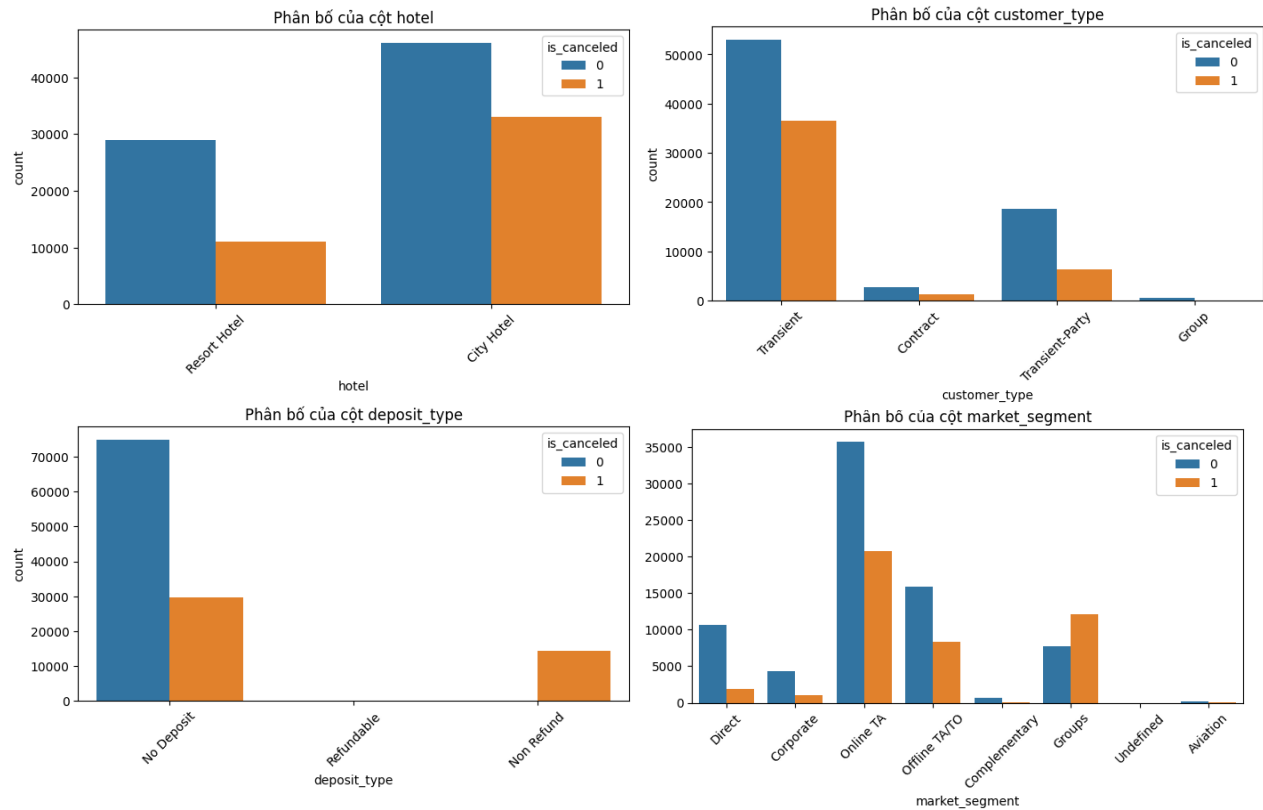 Phân bố của cột hotel
is_canceled
0
1
40000
30000
20000
10000
0
count
Resort Hotel
City Hotel
hotel
Phân bố của cột customer_type
is_canceled
0
1
50000
40000
30000
20000
10000
0
count
Transient
Contract
Transient-Party
Group
customer_type
Phân bố của cột deposit_type
is_canceled
0
1
70000
60000
50000
40000
30000
20000
10000
0
count
No Deposit
Refundable
Non Refund
deposit_type
Phân bố của cột market_segment
is_canceled
0
1
35000
30000
25000
20000
15000
10000
5000
0
count
Direct
Corporate
Online TA
Offline TA/TO
Complementary
Groups
Undefined
Aviation
market_segment